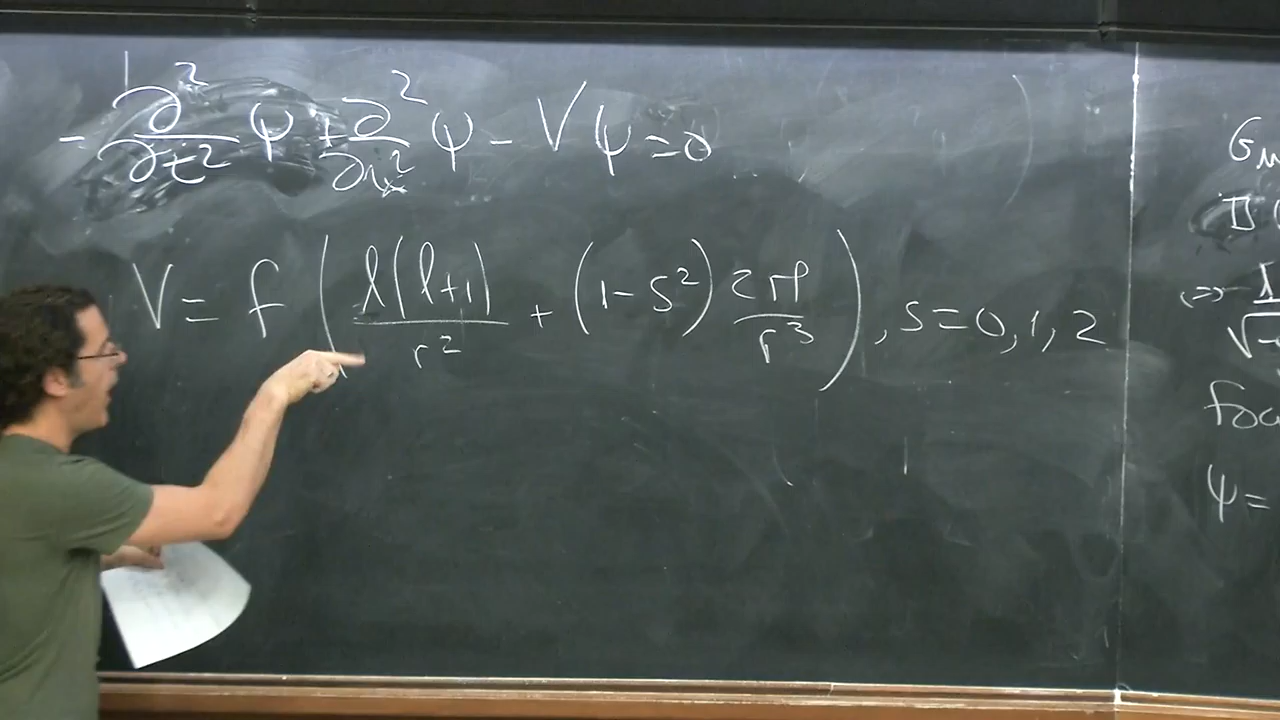 -∂²/∂t² ψ + ∂²/∂r*² ψ - Vψ = 0
V = f ( l(l+1)/r² + (1-s²) 2M/r³ ), s = 0, 1, 2
ψ =